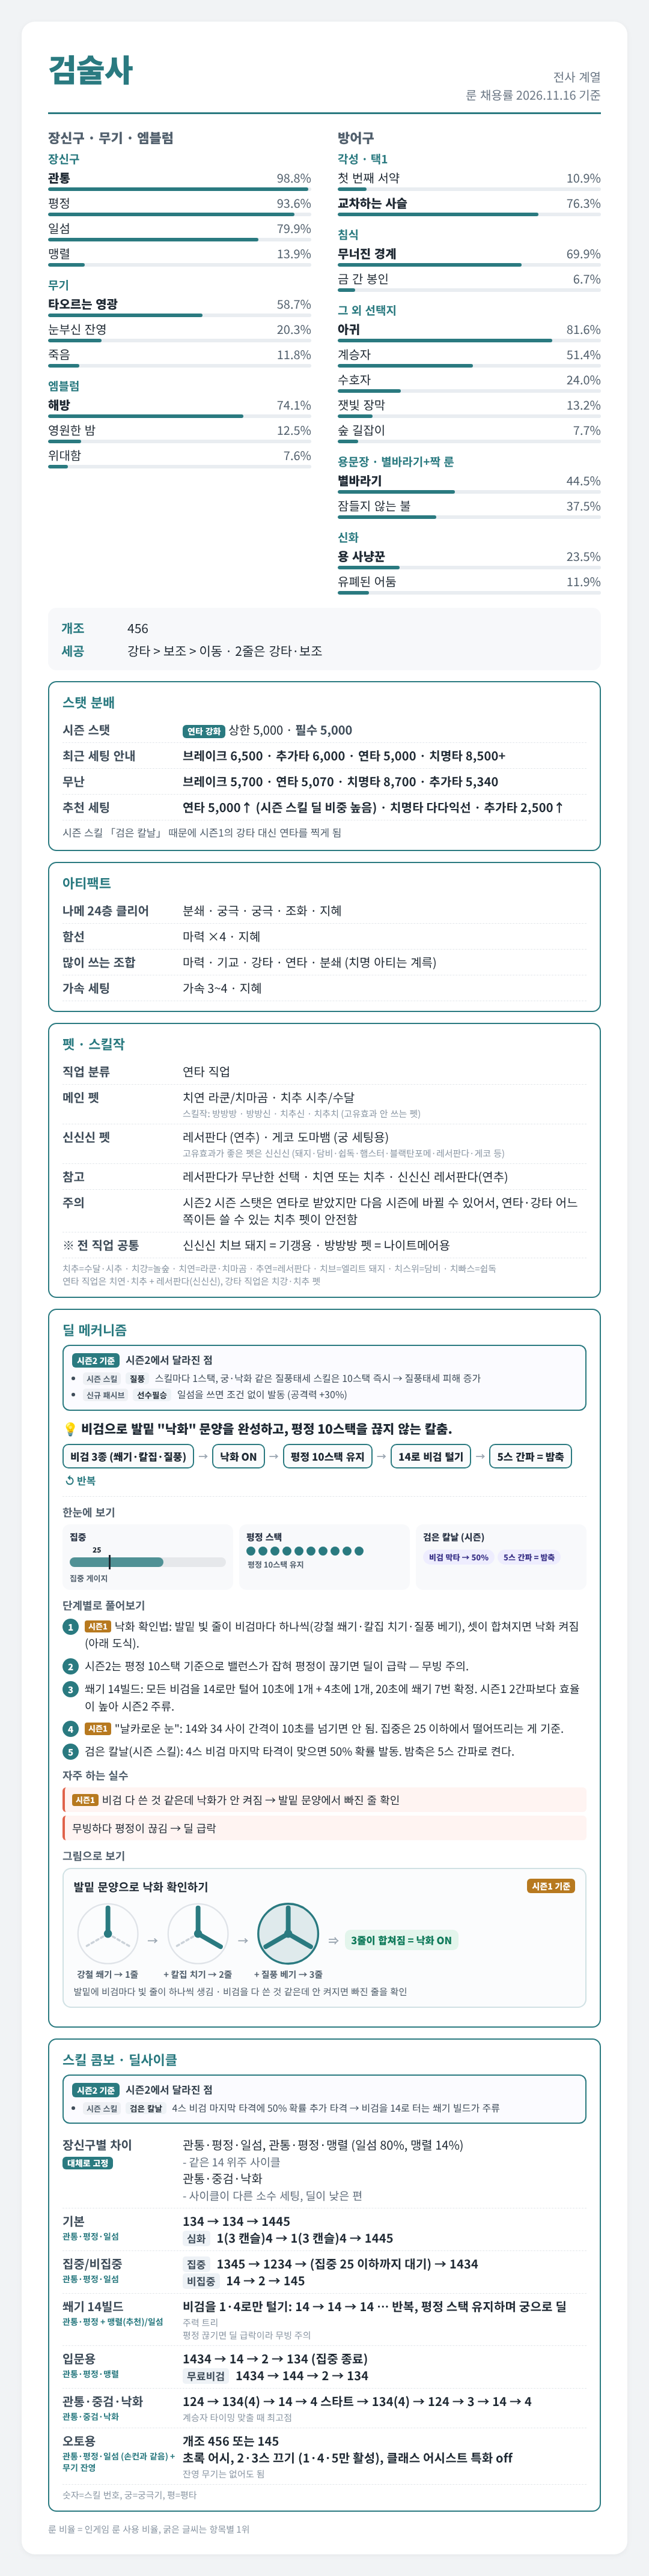 검술사
전사 계열
룬 채용률 2026.11.16 기준
장신구 · 무기 · 엠블럼
장신구
관통 98.8%
평정 93.6%
일섬 79.9%
맹렬 13.9%
무기
타오르는 영광 58.7%
눈부신 잔영 20.3%
죽음 11.8%
엠블럼
해방 74.1%
영원한 밤 12.5%
위대함 7.6%
방어구
각성 · 택1
첫 번째 서약 10.9%
교차하는 사슬 76.3%
침식
무너진 경계 69.9%
금 간 봉인 6.7%
그 외 선택지
아귀 81.6%
계승자 51.4%
수호자 24.0%
잿빛 장막 13.2%
숲 길잡이 7.7%
용문장 · 별바라기+짝 룬
별바라기 44.5%
잠들지 않는 불 37.5%
신화
용 사냥꾼 23.5%
유폐된 어둠 11.9%
개조 456
세공 강타 > 보조 > 이동 · 2줄은 강타·보조
스탯 분배
시즌 스탯 연타 강화 상한 5,000 · 필수 5,000
최근 세팅 안내 브레이크 6,500 · 추가타 6,000 · 연타 5,000 · 치명타 8,500+
무난 브레이크 5,700 · 연타 5,070 · 치명타 8,700 · 추가타 5,340
추천 세팅 연타 5,000↑ (시즌 스킬 딜 비중 높음) · 치명타 다다익선 · 추가타 2,500↑
시즌 스킬 「검은 칼날」 때문에 시즌1의 강타 대신 연타를 찍게 됨
아티팩트
나메 24층 클리어 분쇄 · 궁극 · 궁극 · 조화 · 지혜
함선 마력 ×4 · 지혜
많이 쓰는 조합 마력 · 기교 · 강타 · 연타 · 분쇄 (치명 아티는 계륵)
가속 세팅 가속 3~4 · 지혜
펫 · 스킬작
직업 분류 연타 직업
메인 펫 치연 라쿤/치마곰 · 치추 시추/수달
스킬작: 방방방 · 방방신 · 치추신 · 치추치 (고유효과 안 쓰는 펫)
신신신 펫 레서판다 (연추) · 게코 도마뱀 (궁 세팅용)
고유효과가 좋은 펫은 신신신 (돼지·담비·쉽독·햄스터·블랙탄포메·레서판다·게코 등)
참고 레서판다가 무난한 선택 · 치연 또는 치추 · 신신신 레서판다(연추)
주의 시즌2 시즌 스탯은 연타로 받았지만 다음 시즌에 바뀔 수 있어서, 연타·강타 어느
쪽이든 쓸 수 있는 치추 펫이 안전함
※ 전 직업 공통 신신신 치브 돼지 = 기갱용 · 방방방 펫 = 나이트메어용
치추=수달·시추 · 치강=놀숲 · 치연=라쿤·치마곰 · 추연=레서판다 · 치브=엘리트 돼지 · 치스위=담비 · 치빠스=쉽독
연타 직업은 치연·치추 + 레서판다(신신신), 강타 직업은 치강·치추 펫
딜 메커니즘
시즌2 기준 시즌2에서 달라진 점
• 시즌 스킬 질풍 스킬마다 1스택, 궁·낙화 같은 질풍태세 스킬은 10스택 즉시 → 질풍태세 피해 증가
• 신규 패시브 선수필승 일섬을 쓰면 조건 없이 발동 (공격력 +30%)
💡 비검으로 발밑 "낙화" 문양을 완성하고, 평정 10스택을 끊지 않는 칼춤.
비검 3종 (쐐기·칼집·질풍) → 낙화 ON → 평정 10스택 유지 → 14로 비검 털기 → 5스 간파 = 밤축
↺ 반복
한눈에 보기
집중
25
집중 게이지
평정 스택
평정 10스택 유지
검은 칼날 (시즌)
비검 막타 → 50% 5스 간파 = 밤축
단계별로 풀어보기
1 시즌1 낙화 확인법: 발밑 빛 줄이 비검마다 하나씩(강철 쐐기·칼집 치기·질풍 베기), 셋이 합쳐지면 낙화 켜짐
(아래 도식).
2 시즌2는 평정 10스택 기준으로 밸런스가 잡혀 평정이 끊기면 딜이 급락 — 무빙 주의.
3 쐐기 14빌드: 모든 비검을 14로만 털어 10초에 1개 + 4초에 1개, 20초에 쐐기 7번 확정. 시즌1 2간파보다 효율
이 높아 시즌2 주류.
4 시즌1 "날카로운 눈": 14와 34 사이 간격이 10초를 넘기면 안 됨. 집중은 25 이하에서 떨어뜨리는 게 기준.
5 검은 칼날(시즌 스킬): 4스 비검 마지막 타격이 맞으면 50% 확률 발동. 밤축은 5스 간파로 켠다.
자주 하는 실수
시즌1 비검 다 쓴 것 같은데 낙화가 안 켜짐 → 발밑 문양에서 빠진 줄 확인
무빙하다 평정이 끊김 → 딜 급락
그림으로 보기
발밑 문양으로 낙화 확인하기 시즌1 기준
→ → ⇒ 3줄이 합쳐짐 = 낙화 ON
강철 쐐기 → 1줄 + 칼집 치기 → 2줄 + 질풍 베기 → 3줄
발밑에 비검마다 빛 줄이 하나씩 생김 · 비검을 다 쓴 것 같은데 안 켜지면 빠진 줄을 확인
스킬 콤보 · 딜사이클
시즌2 기준 시즌2에서 달라진 점
• 시즌 스킬 검은 칼날 4스 비검 마지막 타격에 50% 확률 추가 타격 → 비검을 14로 터는 쐐기 빌드가 주류
장신구별 차이 관통·평정·일섬, 관통·평정·맹렬 (일섬 80%, 맹렬 14%)
대체로 고정 - 같은 14 위주 사이클
관통·중검·낙화
- 사이클이 다른 소수 세팅, 딜이 낮은 편
기본 134 → 134 → 1445
관통·평정·일섬 심화 1(3 캔슬)4 → 1(3 캔슬)4 → 1445
집중/비집중 집중 1345 → 1234 → (집중 25 이하까지 대기) → 1434
관통·평정·일섬 비집중 14 → 2 → 145
쐐기 14빌드 비검을 1·4로만 털기: 14 → 14 → 14 ⋯ 반복, 평정 스택 유지하며 궁으로 딜
관통·평정 + 맹렬(추천)/일섬 주력 트리
평정 끊기면 딜 급락이라 무빙 주의
입문용 1434 → 14 → 2 → 134 (집중 종료)
관통·평정·맹렬 무료비검 1434 → 144 → 2 → 134
관통·중검·낙화 124 → 134(4) → 14 → 4 스타트 → 134(4) → 124 → 3 → 14 → 4
관통·중검·낙화 계승자 타이밍 맞출 때 최고점
오토용 개조 456 또는 145
관통·평정·일섬 (손컨과 같음) + 초록 어시, 2·3스 끄기 (1·4·5만 활성), 클래스 어시스트 특화 off
무기 잔영 잔영 무기는 없어도 됨
숫자=스킬 번호, 궁=궁극기, 평=평타
룬 비율 = 인게임 룬 사용 비율, 굵은 글씨는 항목별 1위